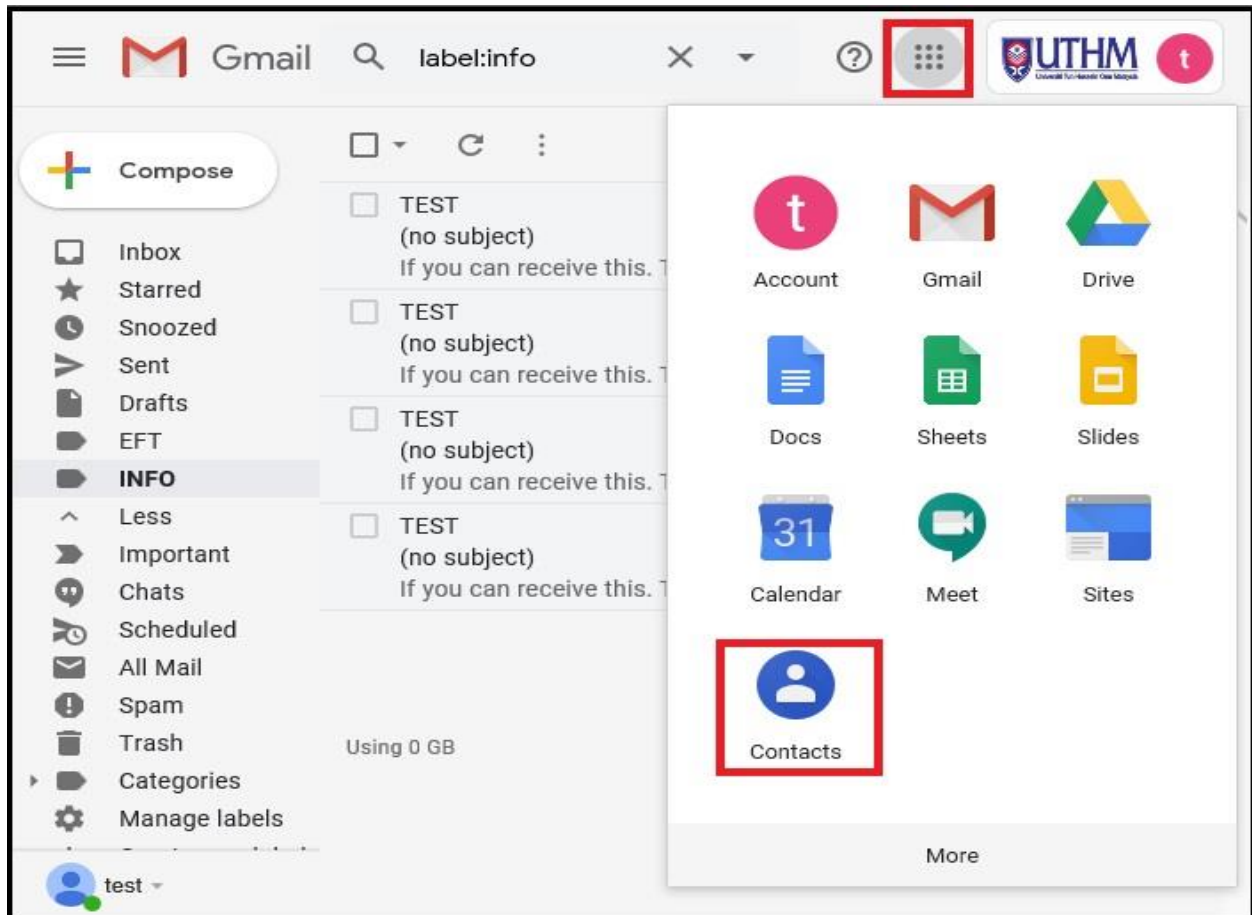 Gmail
label:info
UTHM
t
Compose
Inbox
Starred
Snoozed
Sent
Drafts
EFT
INFO
Less
Important
Chats
Scheduled
All Mail
Spam
Trash
Categories
Manage labels
test
TEST
(no subject)
If you can receive this.
TEST
(no subject)
If you can receive this.
TEST
(no subject)
If you can receive this.
TEST
(no subject)
If you can receive this.
Using 0 GB
t
Account
Gmail
Drive
Docs
Sheets
Slides
31
Calendar
Meet
Sites
Contacts
More